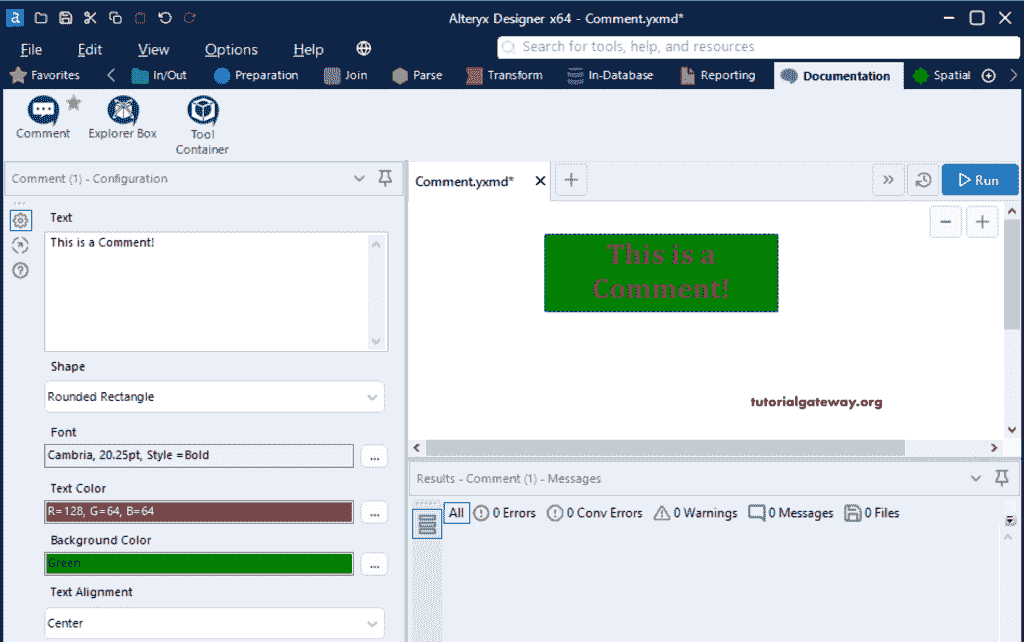 Alteryx Designer x64 - Comment.yxmd*
File Edit View Options Help
Search for tools, help, and resources
Favorites In/Out Preparation Join Parse Transform In-Database Reporting Documentation Spatial
Comment Explorer Box Tool
Container
Comment (1) - Configuration
Text
This is a Comment!
Shape
Rounded Rectangle
Font
Cambria, 20.25pt, Style =Bold
...
Text Color
R=128, G=64, B=64
...
Background Color
Green
...
Text Alignment
Center
Comment.yxmd*
Run
This is a
Comment!
tutorialgateway.org
Results - Comment (1) - Messages
All 0 Errors 0 Conv Errors 0 Warnings 0 Messages 0 Files